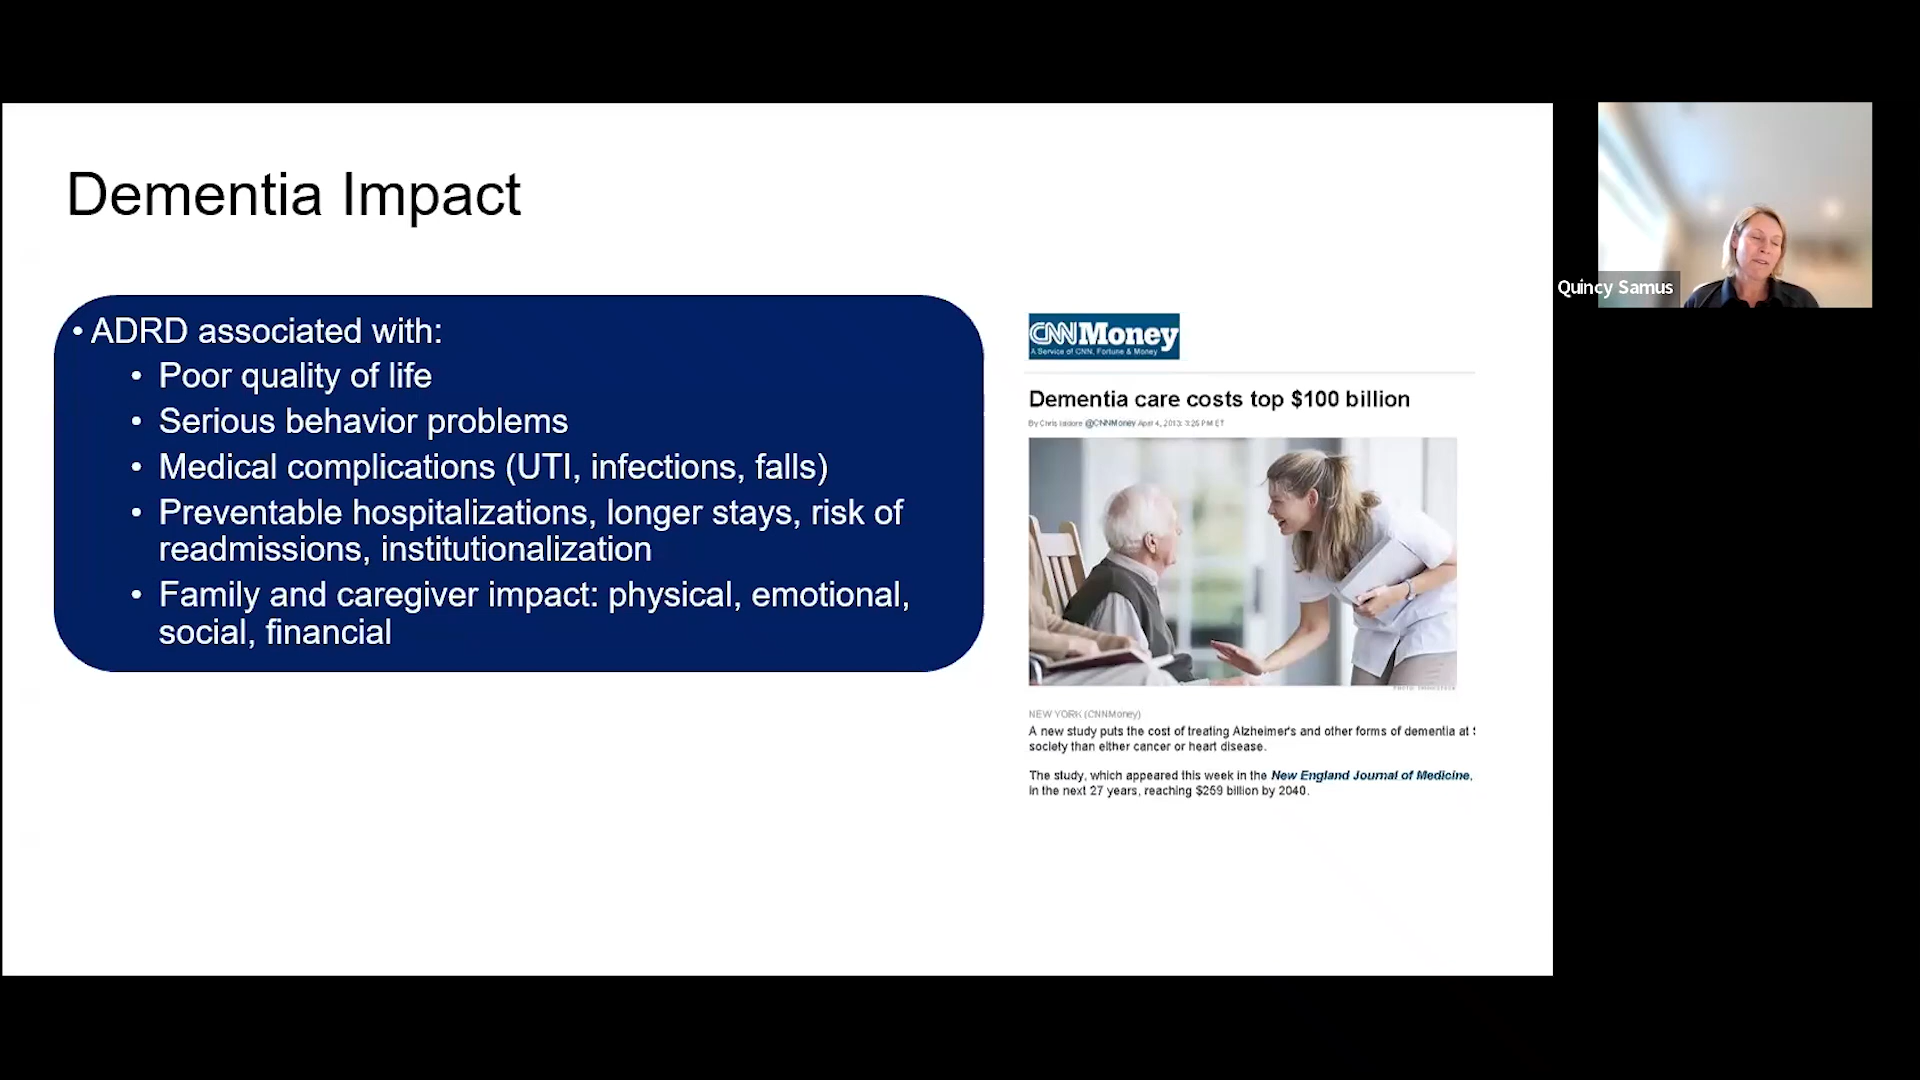 Dementia Impact
• ADRD associated with:
• Poor quality of life
• Serious behavior problems
• Medical complications (UTI, infections, falls)
• Preventable hospitalizations, longer stays, risk of
readmissions, institutionalization
• Family and caregiver impact: physical, emotional,
social, financial
CNNMoney
A Service of CNN, Fortune & Money
Dementia care costs top $100 billion
By Chris Isidore @CNNMoney April 4, 2013: 3:25 PM ET
NEW YORK (CNNMoney)
A new study puts the cost of treating Alzheimer's and other forms of dementia at
society than either cancer or heart disease.
The study, which appeared this week in the New England Journal of Medicine,
in the next 27 years, reaching $259 billion by 2040.
Quincy Samus